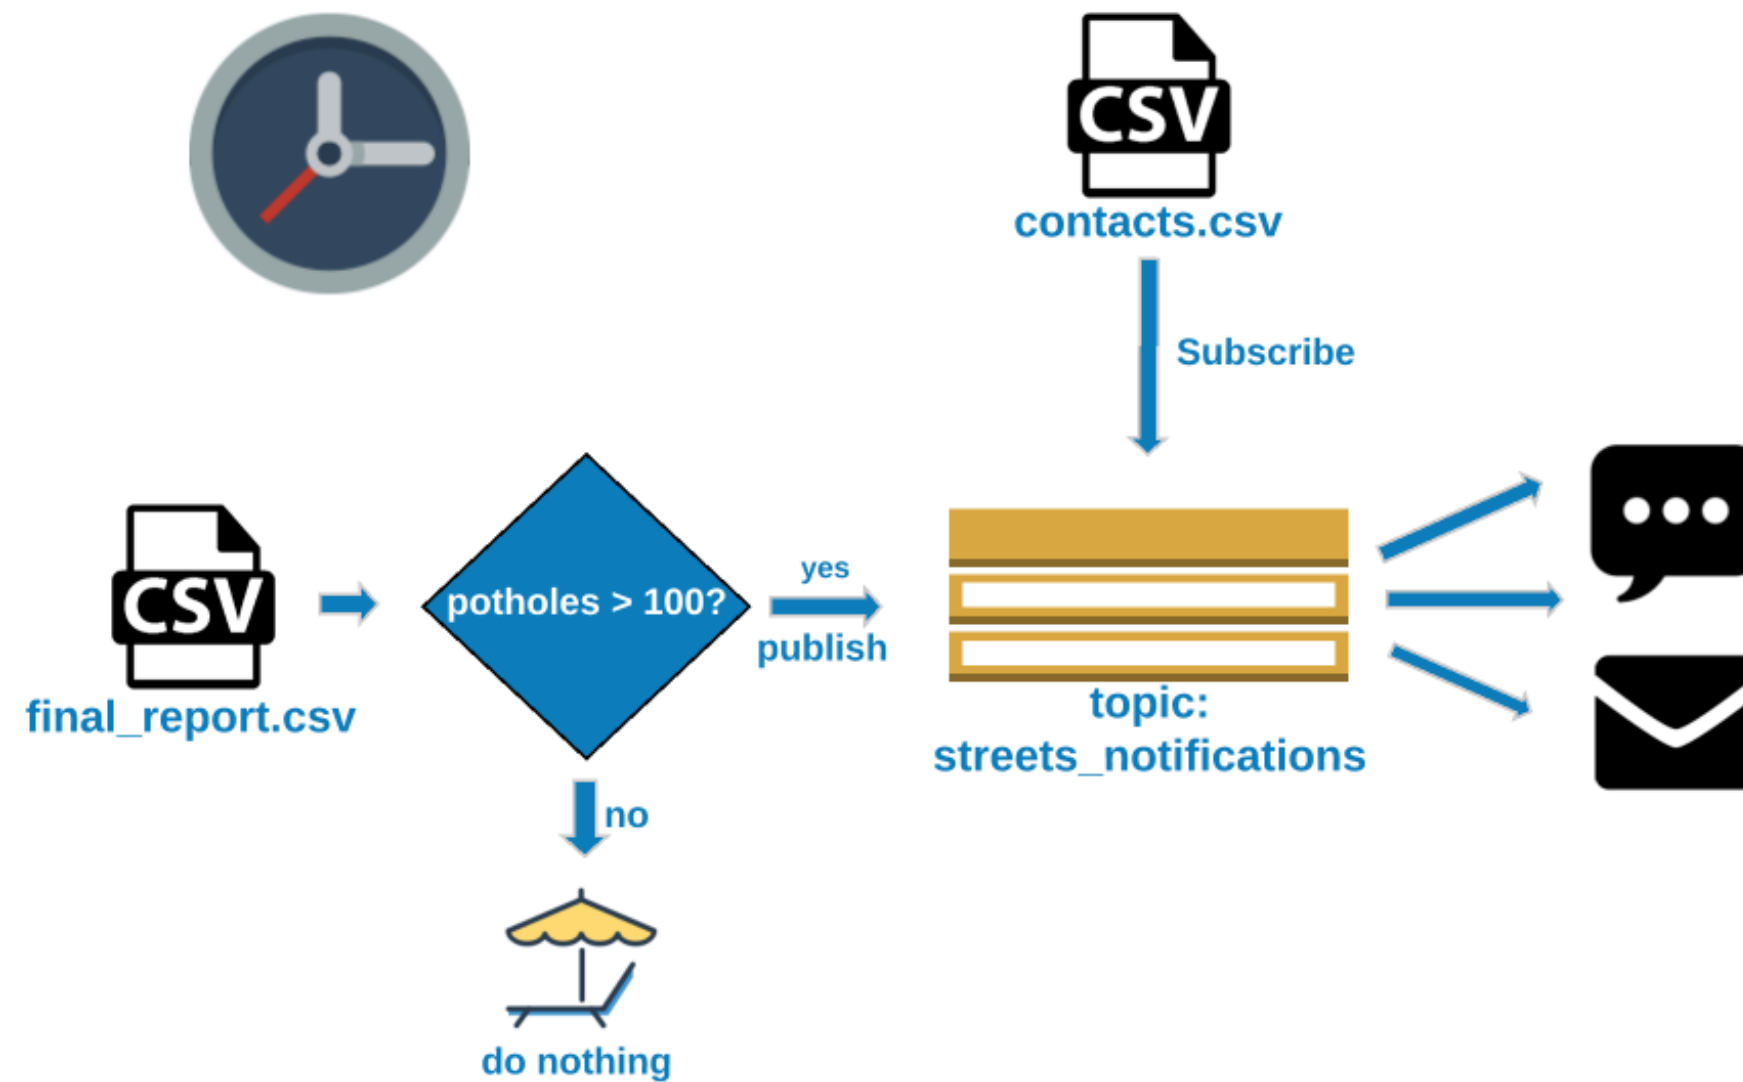 CSV
contacts.csv
Subscribe
CSV
final_report.csv
potholes > 100?
yes
publish
topic:
streets_notifications
no
do nothing